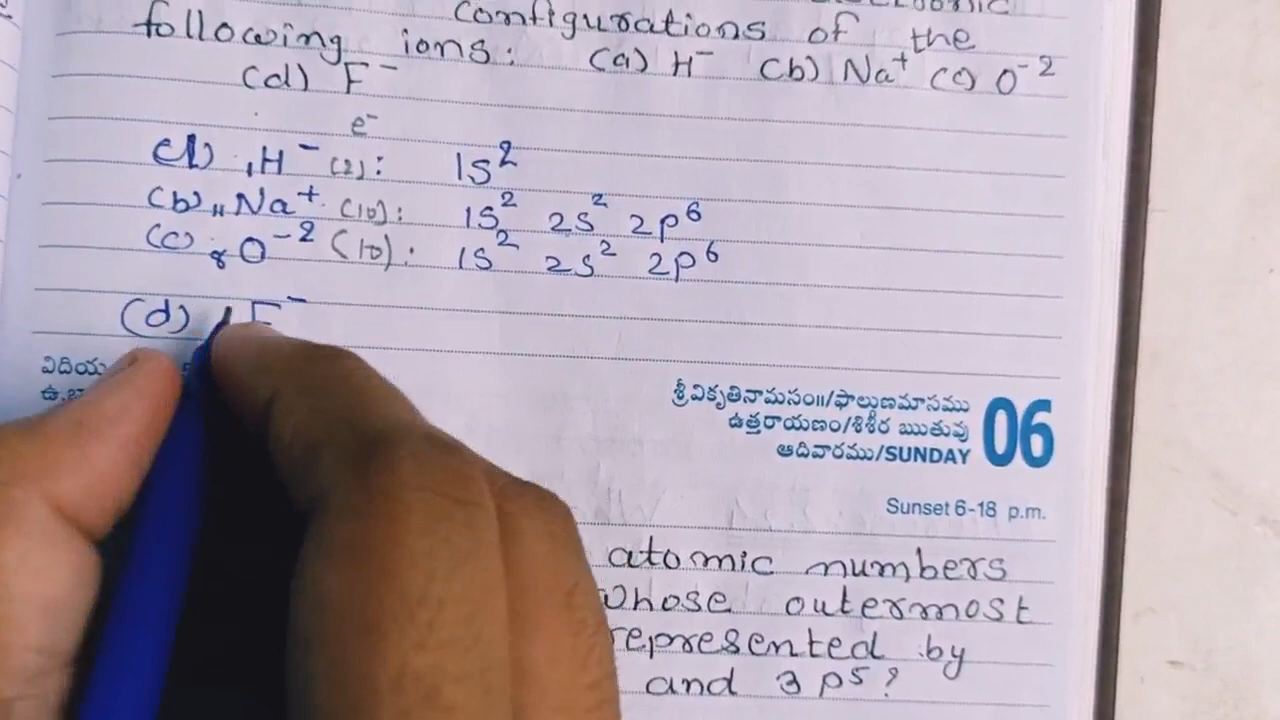 configurations of the
following ions: (a) H⁻ (b) Na⁺ (c) O⁻²
(d) F⁻
e⁻
₁H⁻ (2): 1s²
(b) ₁₁Na⁺ (10): 1s² 2s² 2p⁶
(c) ₈O⁻² (10): 1s² 2s² 2p⁶
(d) F⁻
విదియ
ఉ.
శ్రీవికృతినామసం॥/ఫాల్గుణమాసము
ఉత్తరాయణం/శిశిర ఋతువు
ఆదివారము/SUNDAY
06
Sunset 6-18 p.m.
atomic numbers
whose outermost
represented by
and 3p⁵?